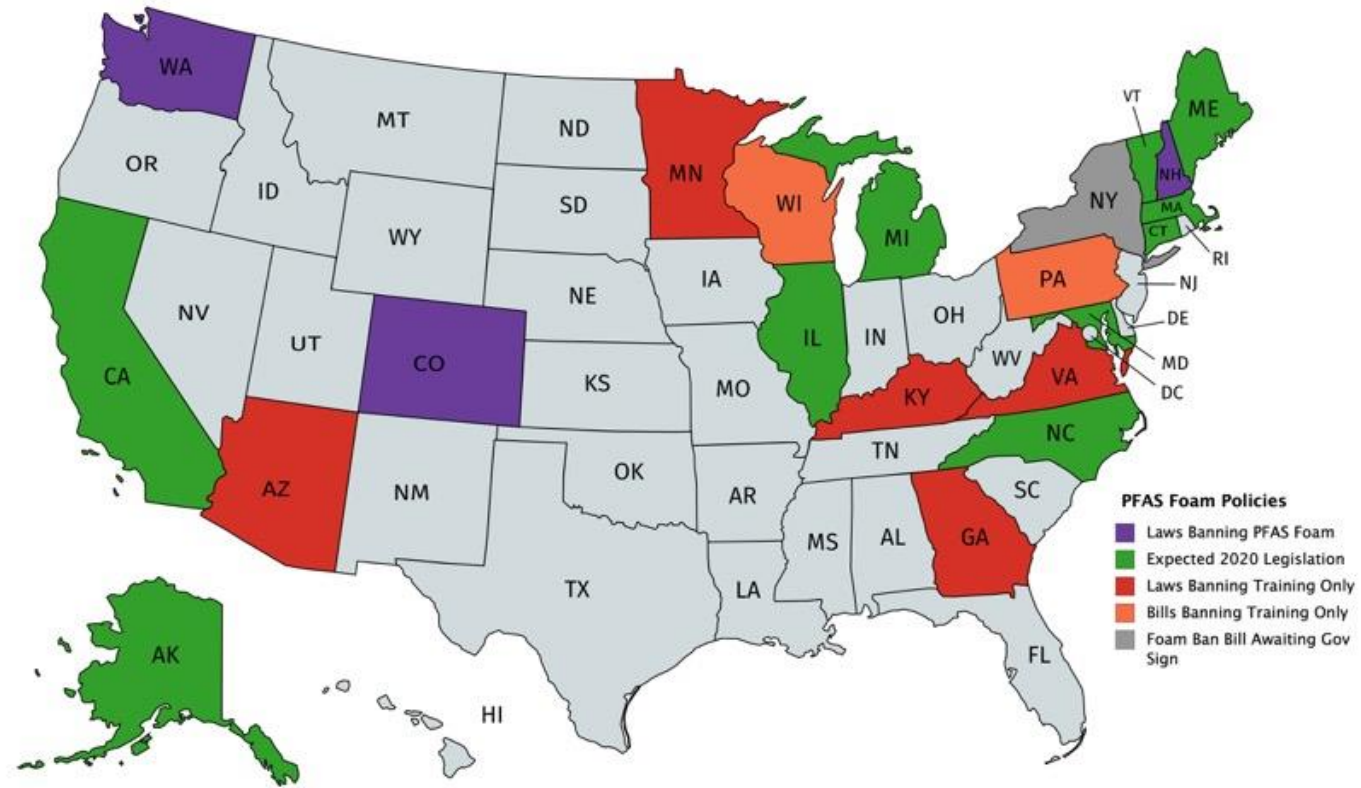 WA
OR
CA
NV
ID
MT
WY
UT
CO
AZ
NM
ND
SD
NE
KS
OK
TX
MN
IA
MO
AR
LA
WI
IL
MI
IN
OH
KY
TN
MS
AL
GA
FL
SC
NC
VA
WV
PA
NY
VT
NH
ME
MA
CT
RI
NJ
DE
MD
DC
AK
HI
PFAS Foam Policies
Laws Banning PFAS Foam
Expected 2020 Legislation
Laws Banning Training Only
Bills Banning Training Only
Foam Ban Bill Awaiting Gov
Sign